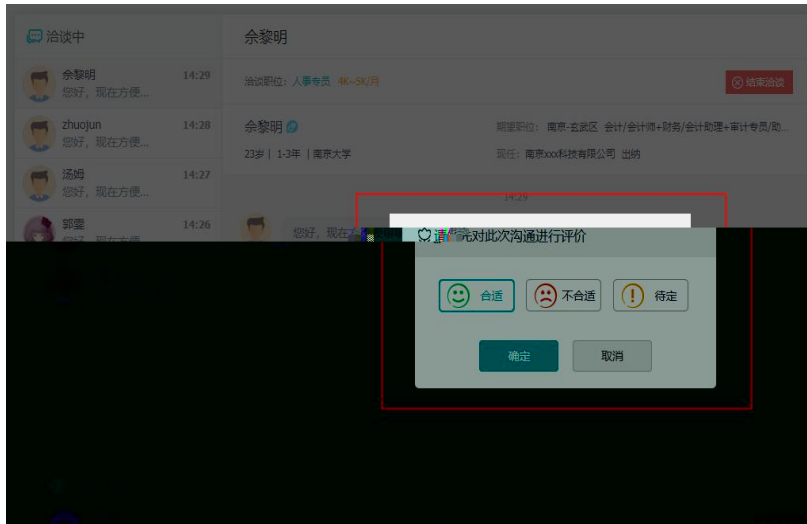 洽谈中
佘黎明
佘黎明
14:29
您好，现在方便...
洽谈职位：人事专员 4K~5K/月
结束洽谈
zhuojun
14:28
您好，现在方便...
佘黎明
期望职位： 南京-玄武区 会计/会计师+财务/会计助理+审计专员/助...
23岁 | 1-3年 | 南京大学
现任：南京xxx科技有限公司 出纳
汤姆
14:27
您好，现在方便...
14:29
郭雯
14:26
您好，现在方便...
您好，现在方
请 先对此次沟通进行评价
合适
不合适
待定
确定
取消